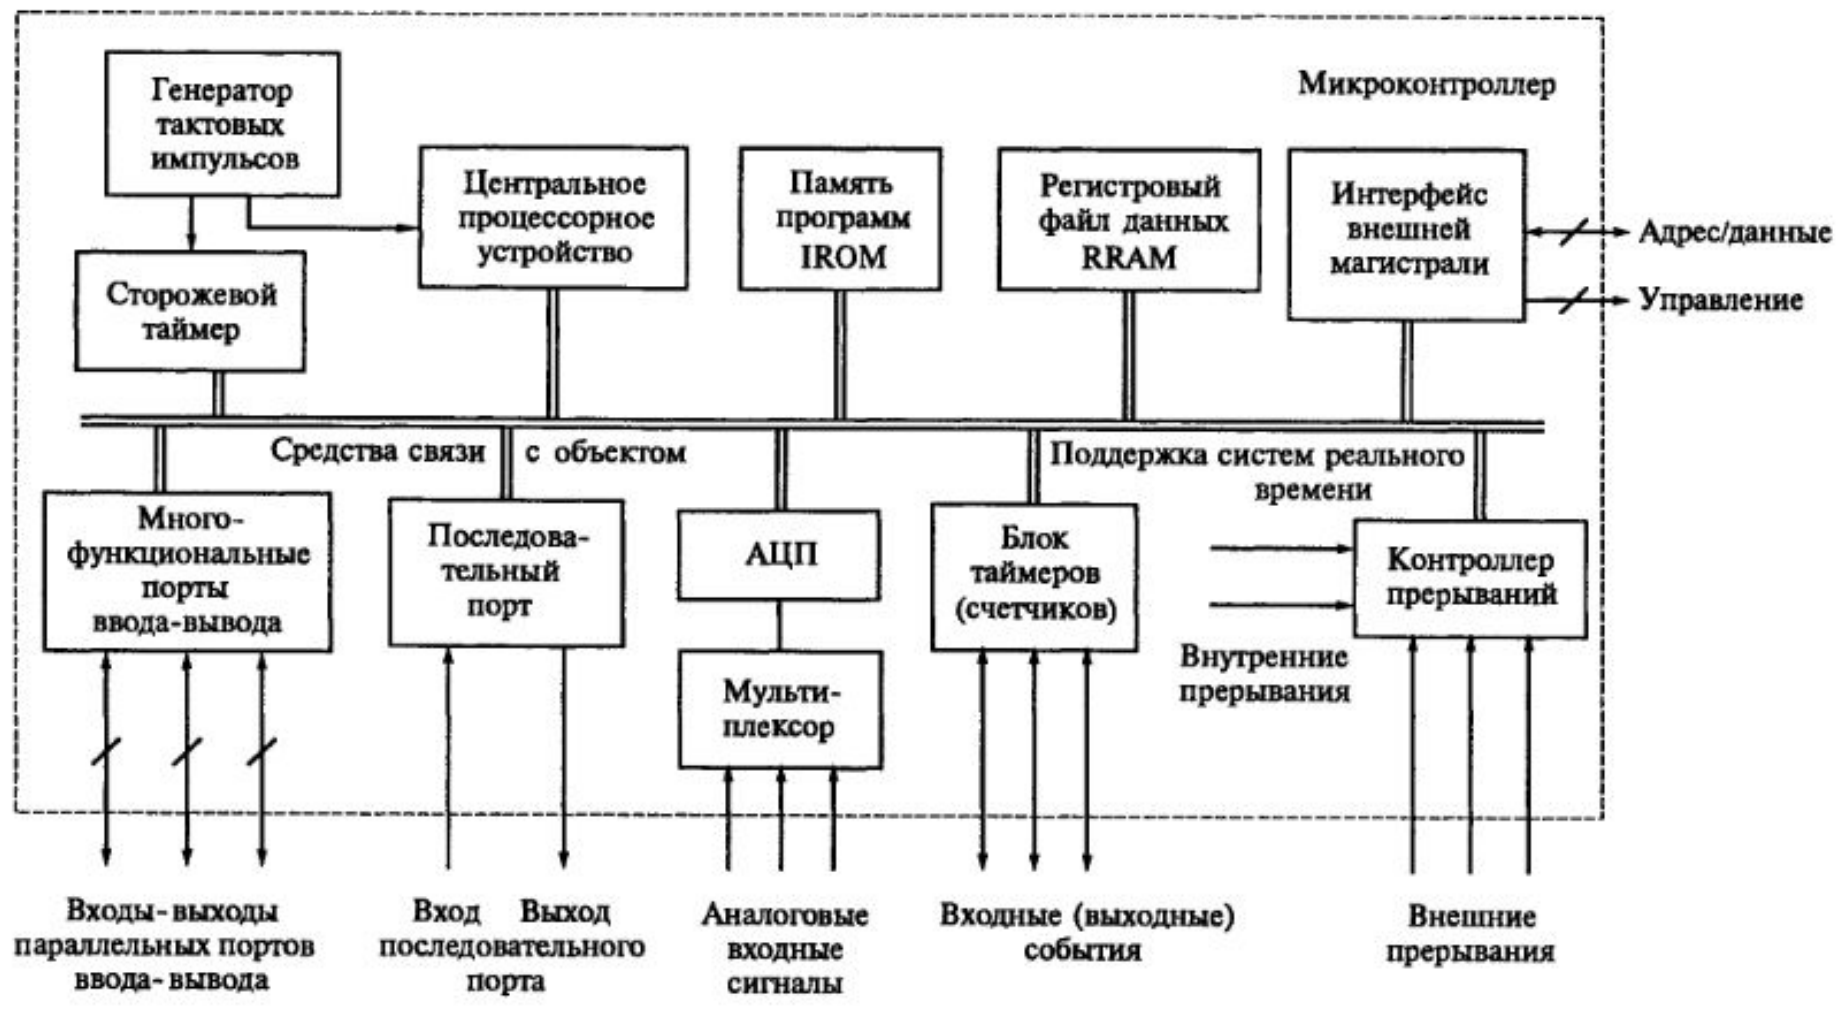 Микроконтроллер
Генератор
тактовых
импульсов
Центральное
процессорное
устройство
Память
программ
IROM
Регистровый
файл данных
RRAM
Интерфейс
внешней
магистрали
Адрес/данные
Управление
Сторожевой
таймер
Средства связи с объектом
Поддержка систем реального
времени
Много-
функциональные
порты
ввода-вывода
Последова-
тельный
порт
АЦП
Мульти-
плексор
Блок
таймеров
(счетчиков)
Контроллер
прерываний
Внутренние
прерывания
Входы-выходы
параллельных портов
ввода-вывода
Вход Выход
последовательного
порта
Аналоговые
входные
сигналы
Входные (выходные)
события
Внешние
прерывания